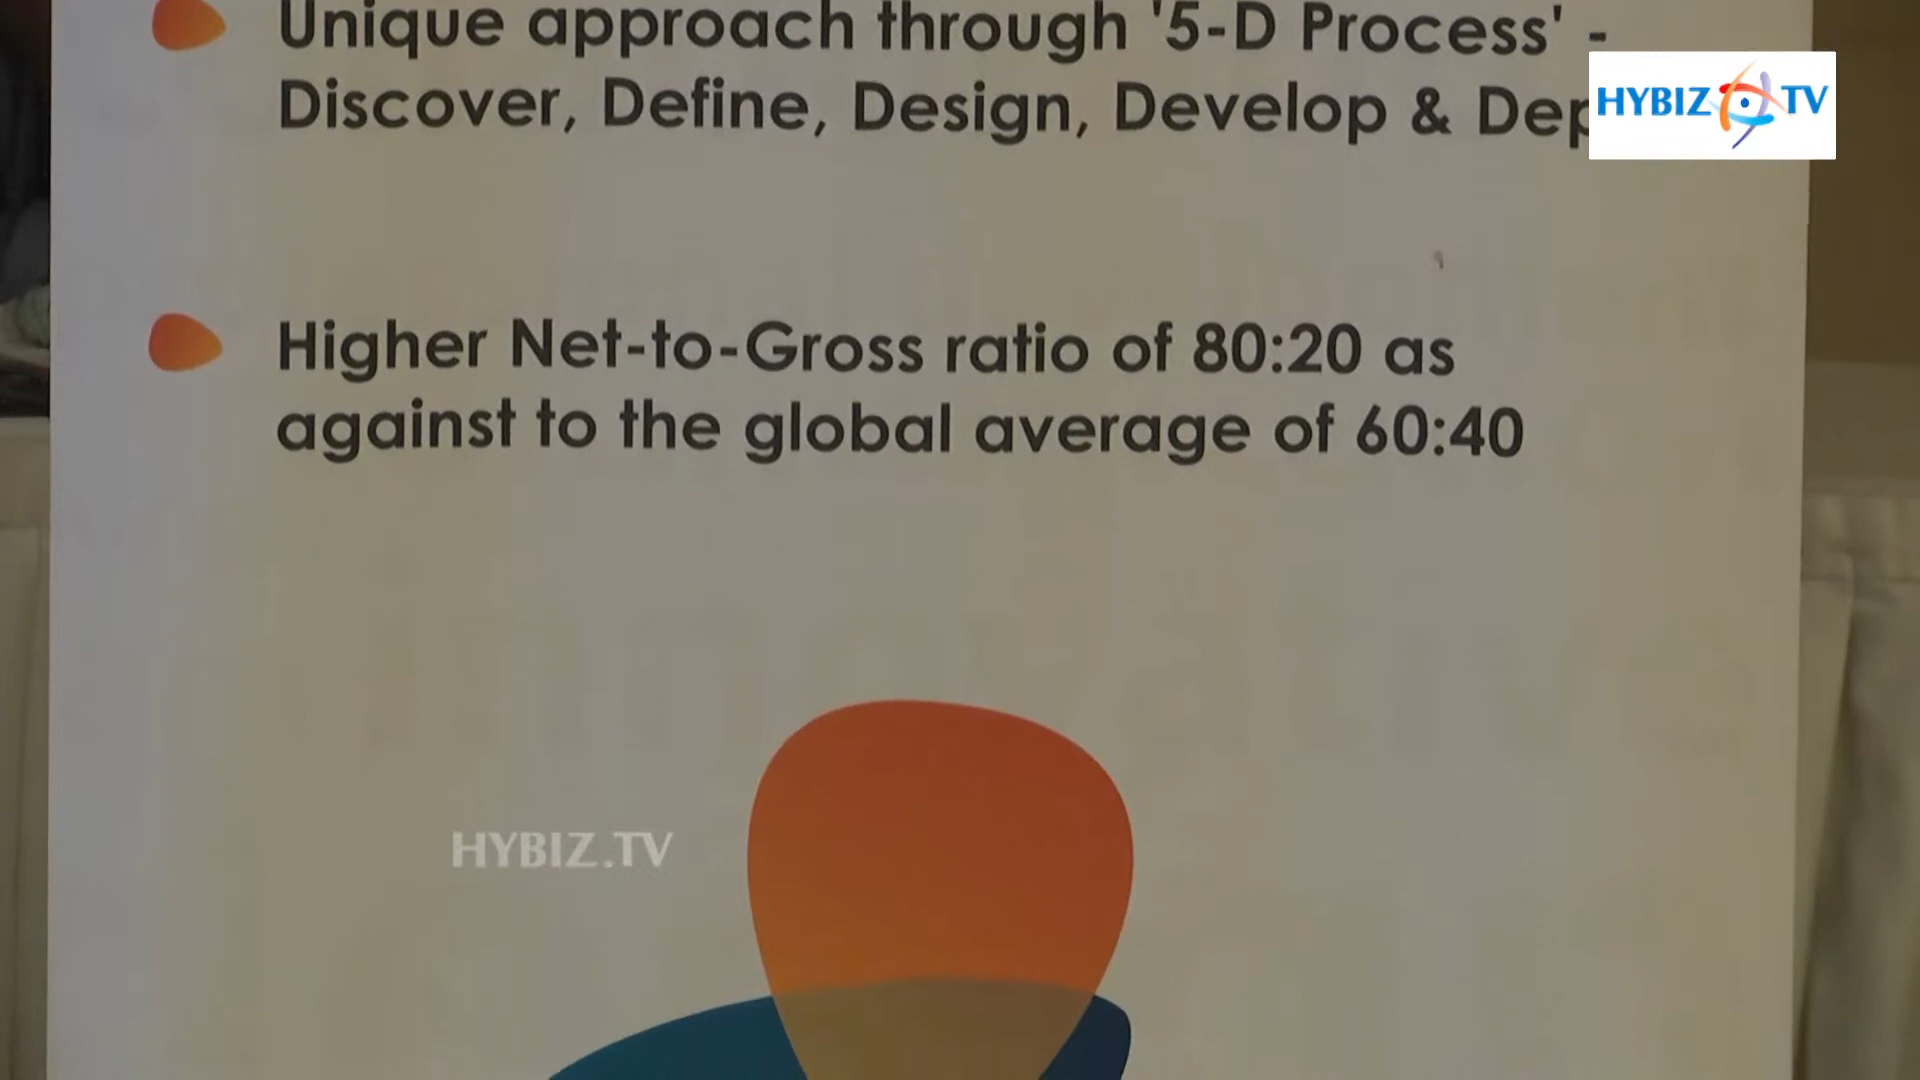 Unique approach through '5-D Process' -
Discover, Define, Design, Develop &
HYBIZ TV
Higher Net-to-Gross ratio of 80:20 as
against to the global average of 60:40
HYBIZ.TV